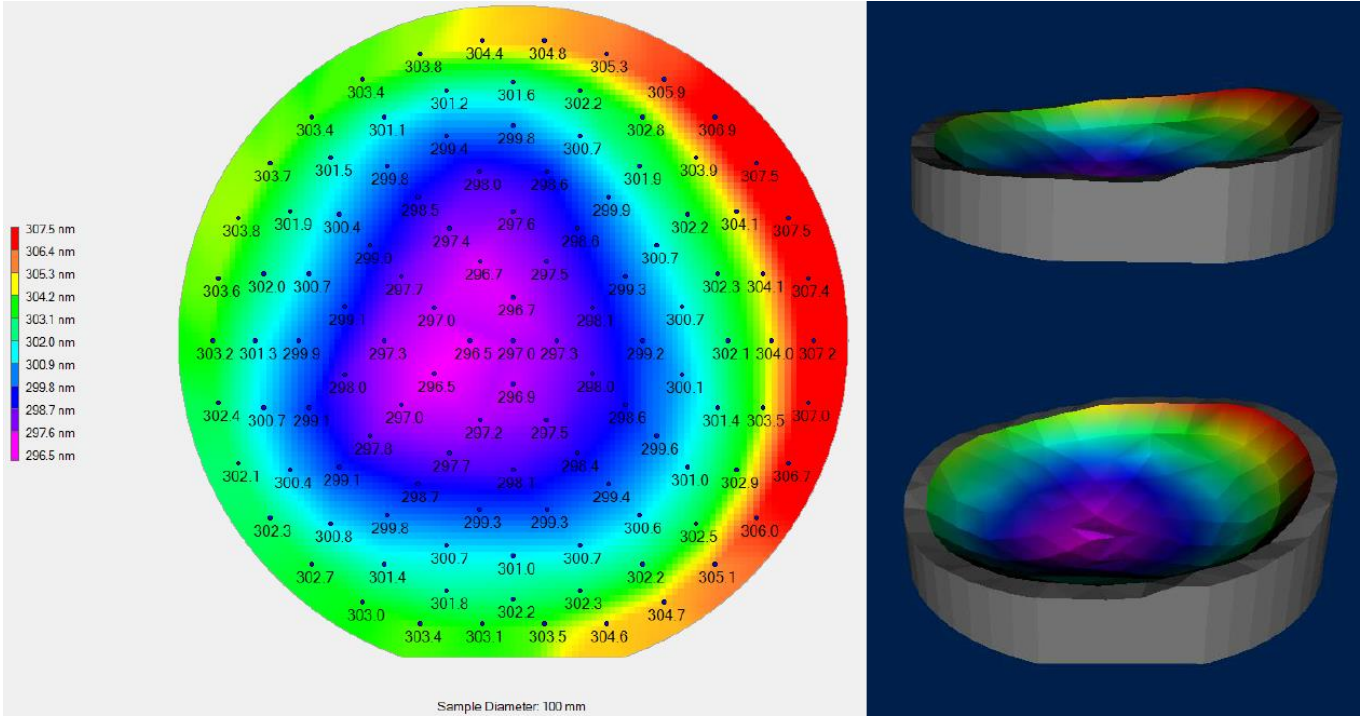 304.4 304.8
303.8 305.3
303.4 305.9
301.2 301.6 302.2
303.4 301.1 302.8 306.9
299.4 299.8 300.7
303.7 301.5 299.8 298.0 298.6 301.9 303.9 307.5
298.5 299.9
303.8 301.9 300.4 297.4 297.6 298.6 302.2 304.1 307.5
299.0 300.7
296.7 297.5
303.6 302.0 300.7 297.7 299.3 302.3 304.1 307.4
299.1 297.0 296.7 298.1 300.7
303.2 301.3 299.9 297.3 296.5 297.0 297.3 299.2 302.1 304.0 307.2
298.0 296.5 296.9 298.0 300.1
302.4 300.7 299.1 297.0 298.6 301.4 303.5 307.0
297.2 297.5
297.8 299.6
302.1 300.4 299.1 297.7 298.1 298.4 301.0 302.9 306.7
298.7 299.4
302.3 300.8 299.8 299.3 299.3 300.6 302.5 306.0
300.7 301.0 300.7
302.7 301.4 302.2 305.1
303.0 301.8 302.2 302.3 304.7
303.4 303.1 303.5 304.6
307.5 nm
306.4 nm
305.3 nm
304.2 nm
303.1 nm
302.0 nm
300.9 nm
299.8 nm
298.7 nm
297.6 nm
296.5 nm
Sample Diameter: 100 mm